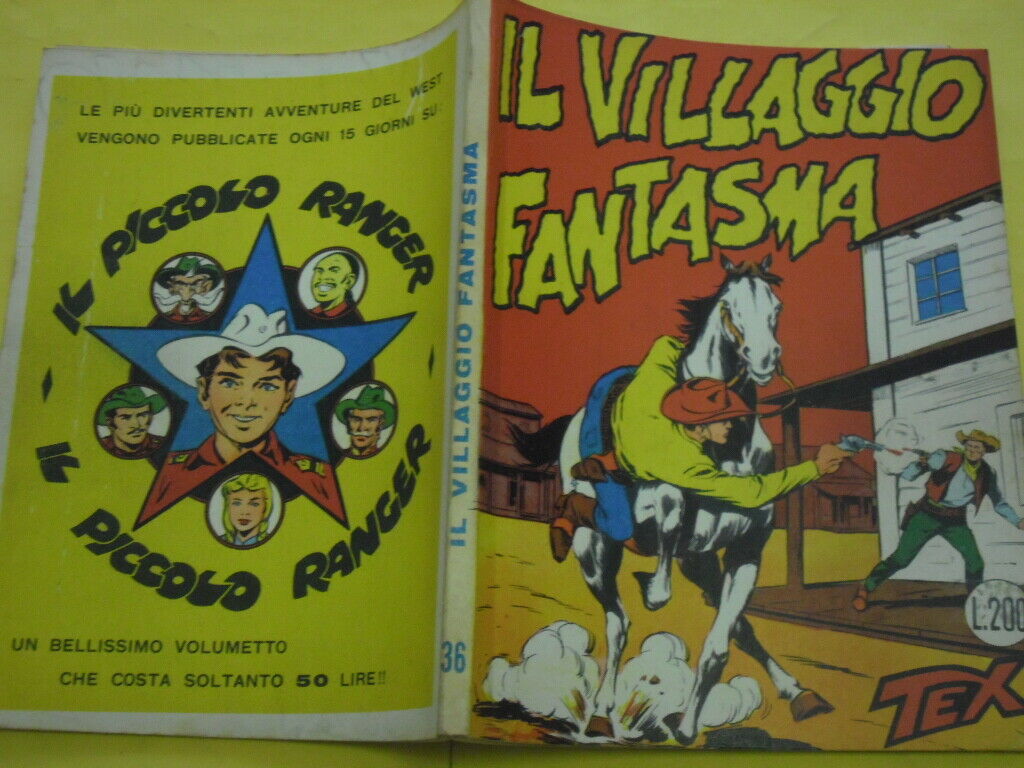 LE PIÙ DIVERTENTI AVVENTURE DEL WEST
VENGONO PUBBLICATE OGNI 15 GIORNI SU:
IL PICCOLO RANGER
IL PICCOLO RANGER
UN BELLISSIMO VOLUMETTO
CHE COSTA SOLTANTO 50 LIRE!!
IL VILLAGGIO FANTASMA
36
IL VILLAGGIO
FANTASMA
L.200
TEX